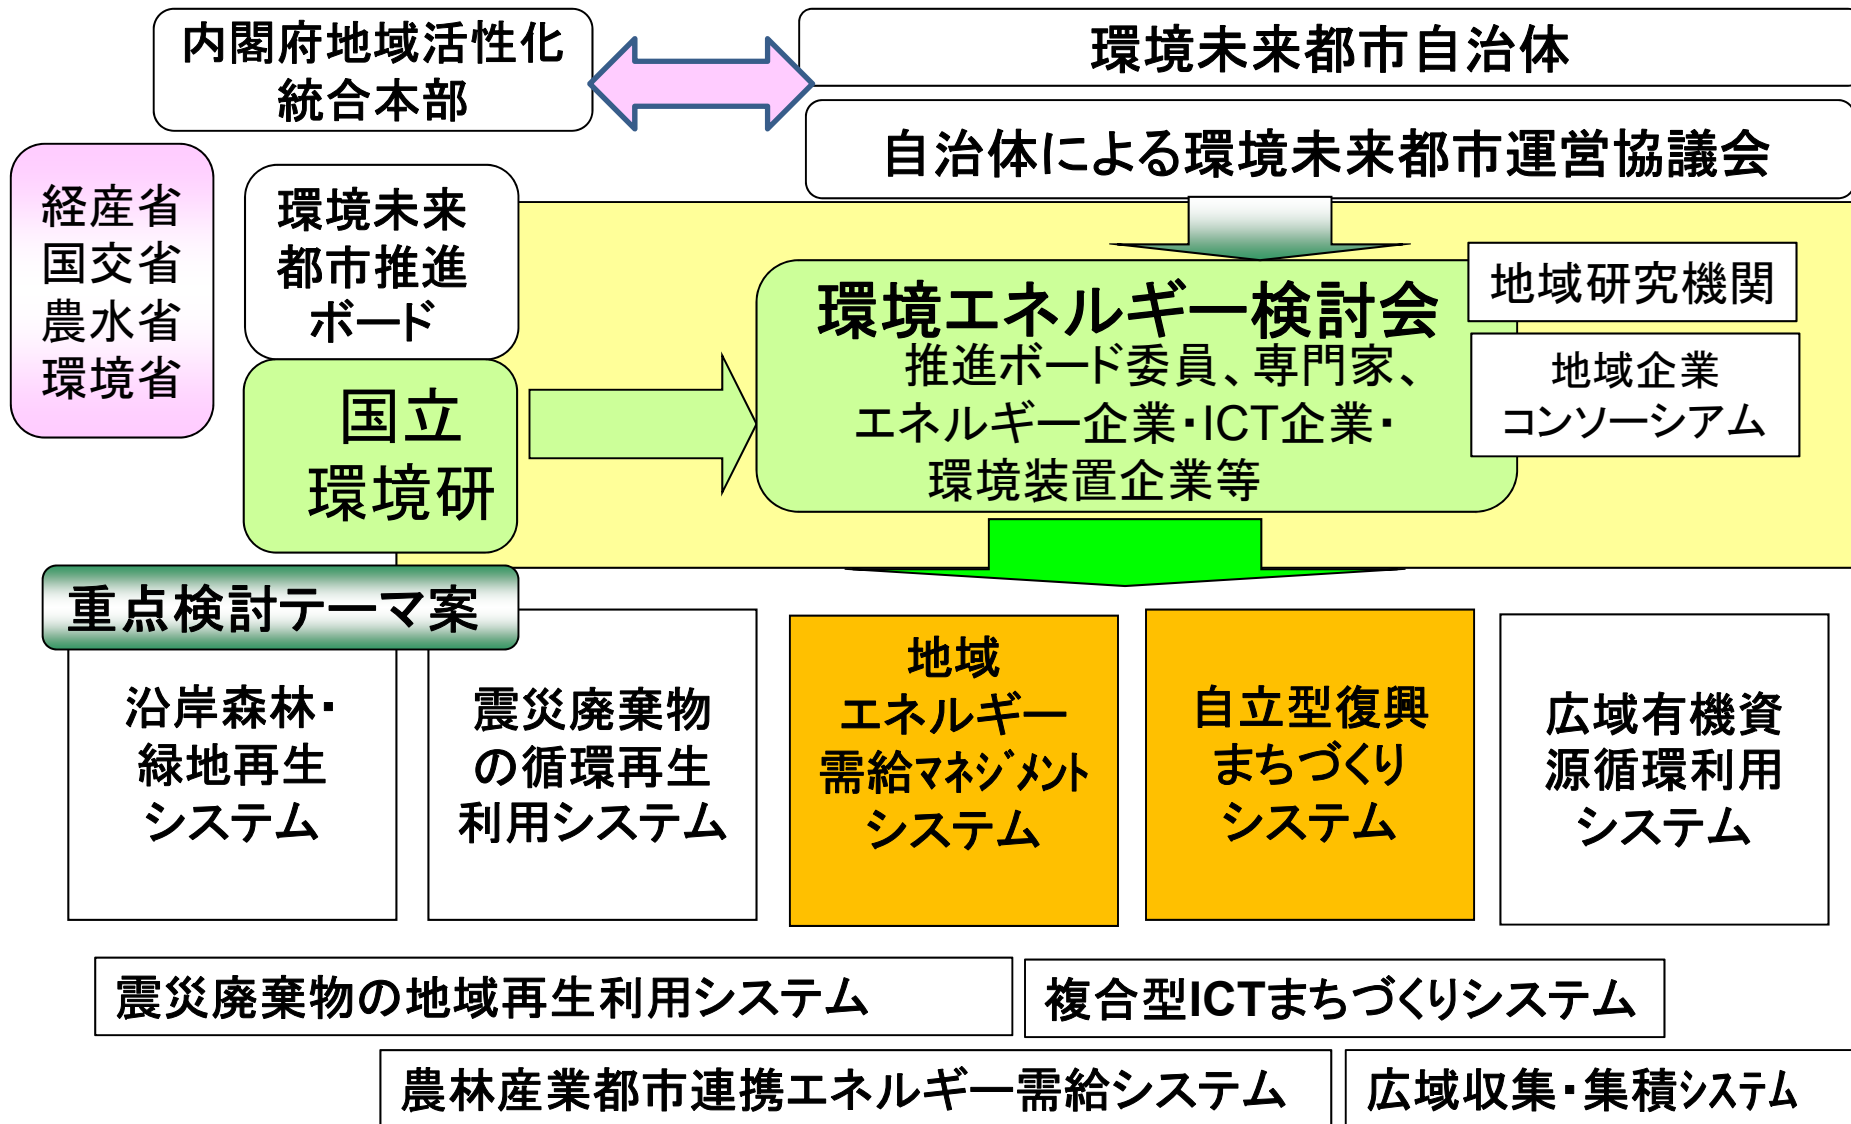 内閣府地域活性化
統合本部
環境未来都市自治体
自治体による環境未来都市運営協議会
経産省
国交省
農水省
環境省
環境未来
都市推進
ボード
国立
環境研
環境エネルギー検討会
推進ボード委員、専門家、
エネルギー企業・ICT企業・
環境装置企業等
地域研究機関
地域企業
コンソーシアム
重点検討テーマ案
沿岸森林・
緑地再生
システム
震災廃棄物
の循環再生
利用システム
地域
エネルギー
需給ﾏﾈｼﾞﾒﾝﾄ
システム
自立型復興
まちづくり
システム
広域有機資
源循環利用
システム
震災廃棄物の地域再生利用システム
複合型ICTまちづくりシステム
農林産業都市連携エネルギー需給システム
広域収集・集積ｼｽﾃﾑ